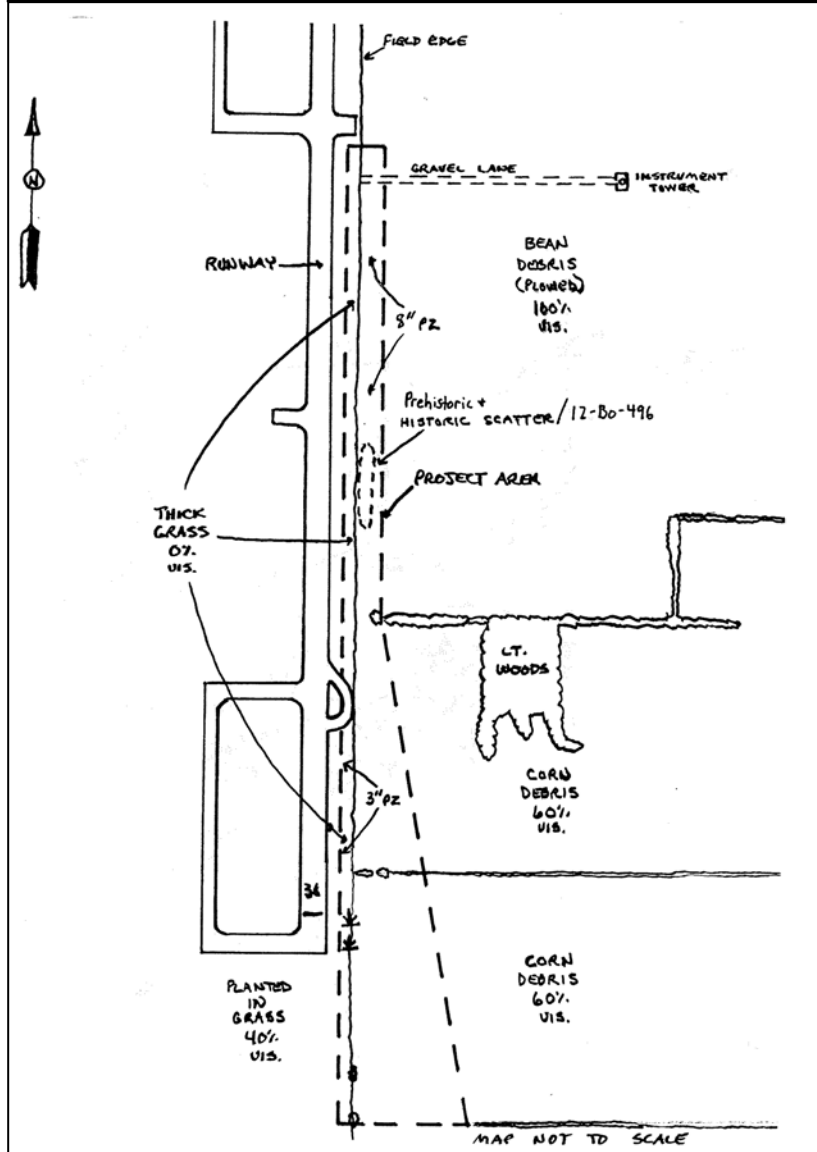 FIELD EDGE
GRAVEL LANE
INSTRUMENT
TOWER
N
RUNWAY
BEAN
DEBRIS
(PLOWED)
100%
VIS.
8" PZ
Prehistoric +
HISTORIC SCATTER/12-Bo-496
PROJECT AREA
THICK
GRASS
0%
VIS.
LT.
WOODS
3" PZ
CORN
DEBRIS
60%
VIS.
36
PLANTED
IN
GRASS
40%
VIS.
CORN
DEBRIS
60%
VIS.
MAP NOT TO SCALE